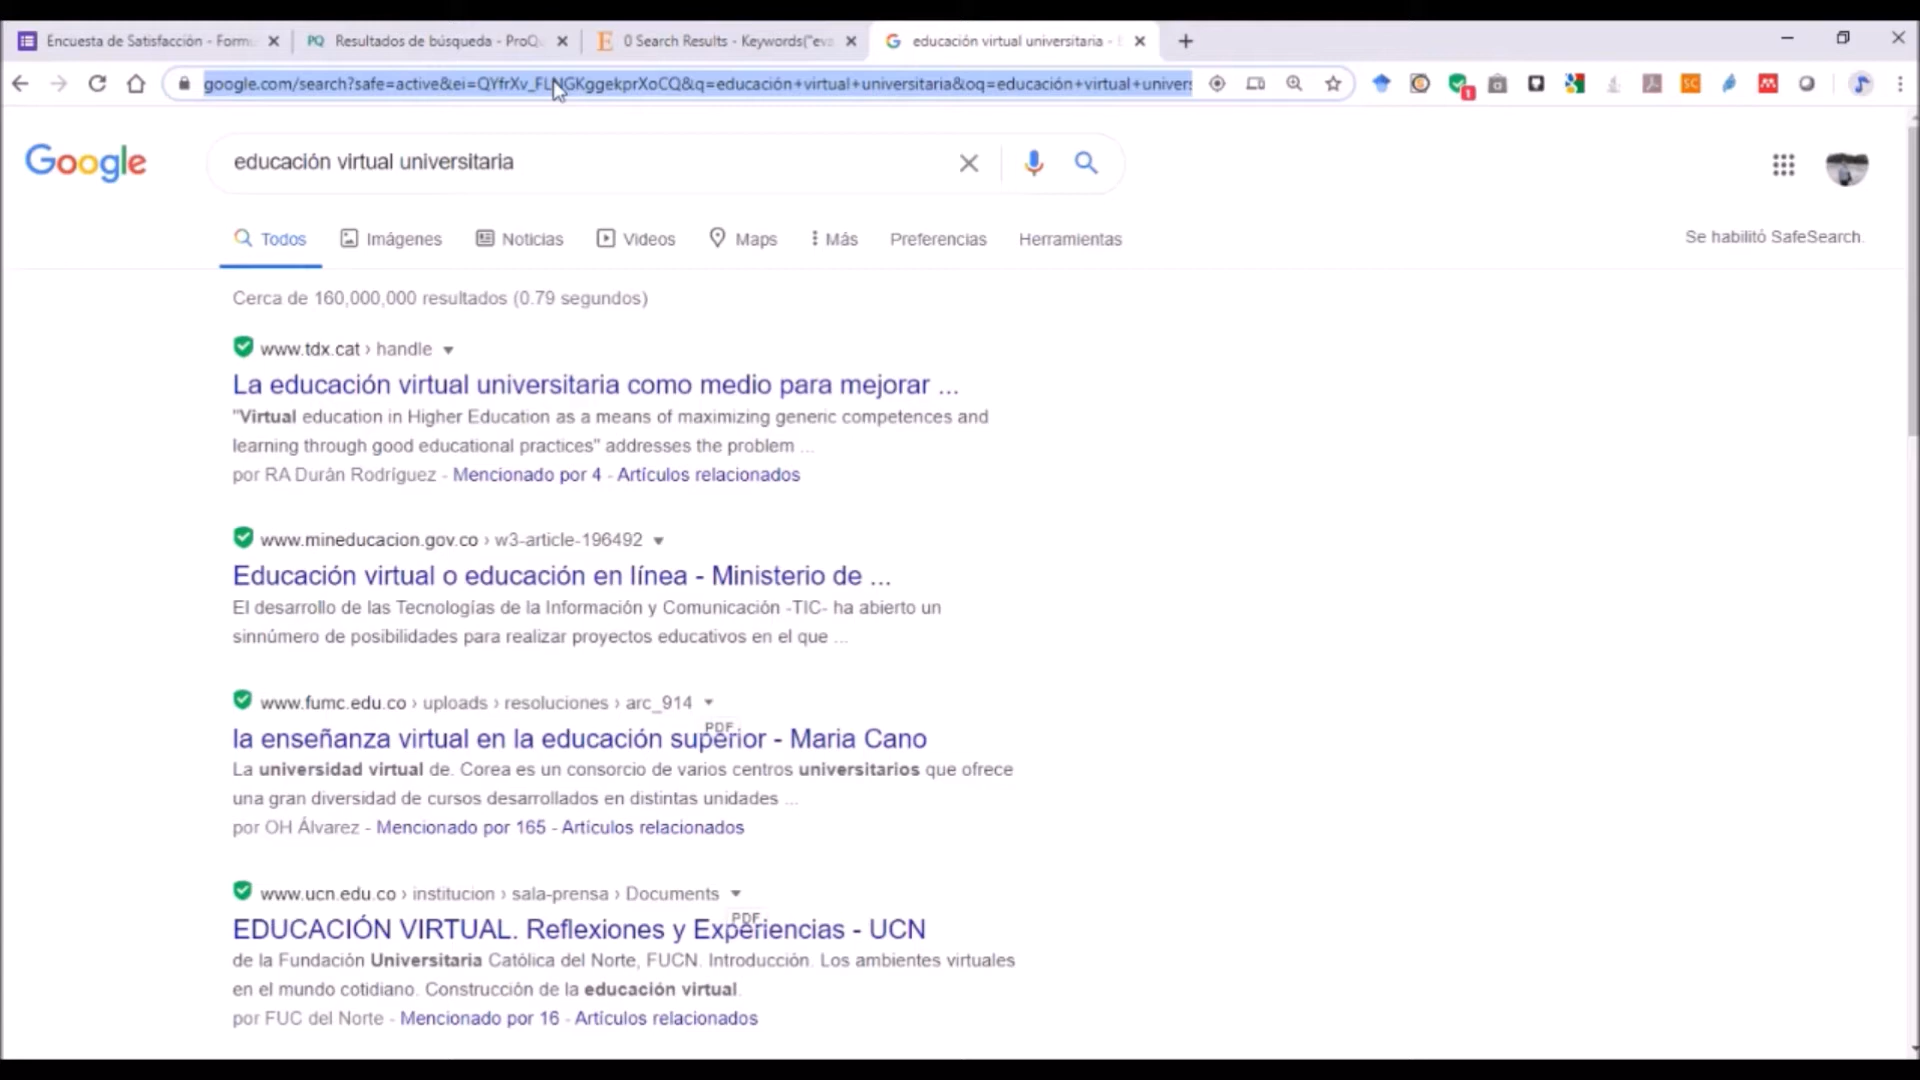 Encuesta de Satisfacción - Form
Resultados de búsqueda - ProQ
0 Search Results - Keywords("eva
educación virtual universitaria -
google.com/search?safe=active&ei=QYfrXv_FLNGKggekprXoCQ&q=educación+virtual+universitaria&oq=educación+virtual+univers
Google
educación virtual universitaria
Todos
Imágenes
Noticias
Videos
Maps
Más
Preferencias
Herramientas
Se habilitó SafeSearch.
Cerca de 160,000,000 resultados (0.79 segundos)
www.tdx.cat › handle
La educación virtual universitaria como medio para mejorar ...
"Virtual education in Higher Education as a means of maximizing generic competences and
learning through good educational practices" addresses the problem ...
por RA Durán Rodríguez - Mencionado por 4 - Artículos relacionados
www.mineducacion.gov.co › w3-article-196492
Educación virtual o educación en línea - Ministerio de ...
El desarrollo de las Tecnologías de la Información y Comunicación -TIC- ha abierto un
sinnúmero de posibilidades para realizar proyectos educativos en el que ...
www.fumc.edu.co › uploads › resoluciones › arc_914
PDF
la enseñanza virtual en la educación superior - Maria Cano
La universidad virtual de. Corea es un consorcio de varios centros universitarios que ofrece
una gran diversidad de cursos desarrollados en distintas unidades ...
por OH Álvarez - Mencionado por 165 - Artículos relacionados
www.ucn.edu.co › institucion › sala-prensa › Documents
PDF
EDUCACIÓN VIRTUAL. Reflexiones y Experiencias - UCN
de la Fundación Universitaria Católica del Norte, FUCN. Introducción. Los ambientes virtuales
en el mundo cotidiano. Construcción de la educación virtual.
por FUC del Norte - Mencionado por 16 - Artículos relacionados